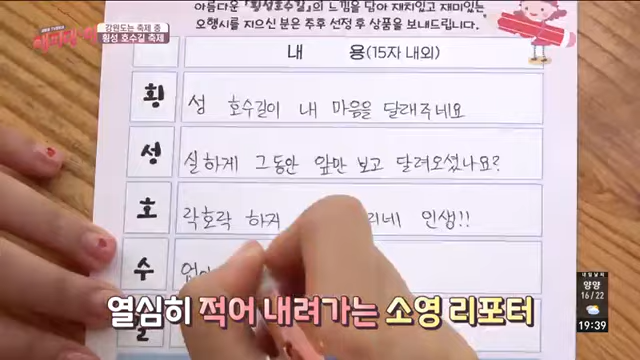 강원도는 축제 중
횡성 호수길 축제
아름다운 『횡성호수길』의 느낌을 담아 재치있고 재미있는
오행시를 지으신 분은 추후 선정 후 상품을 보내드립니다.
내 용(15자 내외)
횡 성 호수길이 내 마음을 달래주네요
성 실하게 그동안 앞만 보고 달려오셨나요?
호 락호락 하지 리네 인생!!
수
열심히 적어 내려가는 소영 리포터
내일날씨
양양
16/22
19:39